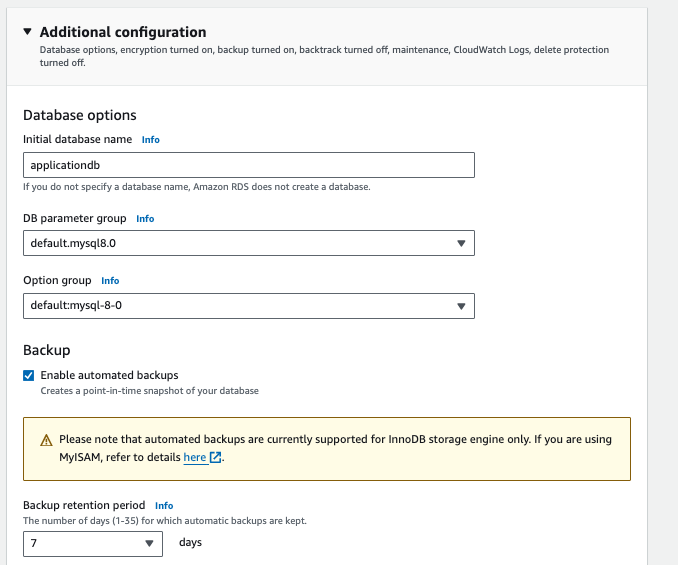 Additional configuration
Database options, encryption turned on, backup turned on, backtrack turned off, maintenance, CloudWatch Logs, delete protection
turned off.
Database options
Initial database name Info
applicationdb
If you do not specify a database name, Amazon RDS does not create a database.
DB parameter group Info
default.mysql8.0
Option group Info
default:mysql-8-0
Backup
Enable automated backups
Creates a point-in-time snapshot of your database
Please note that automated backups are currently supported for InnoDB storage engine only. If you are using
MyISAM, refer to details here.
Backup retention period Info
The number of days (1-35) for which automatic backups are kept.
7 days